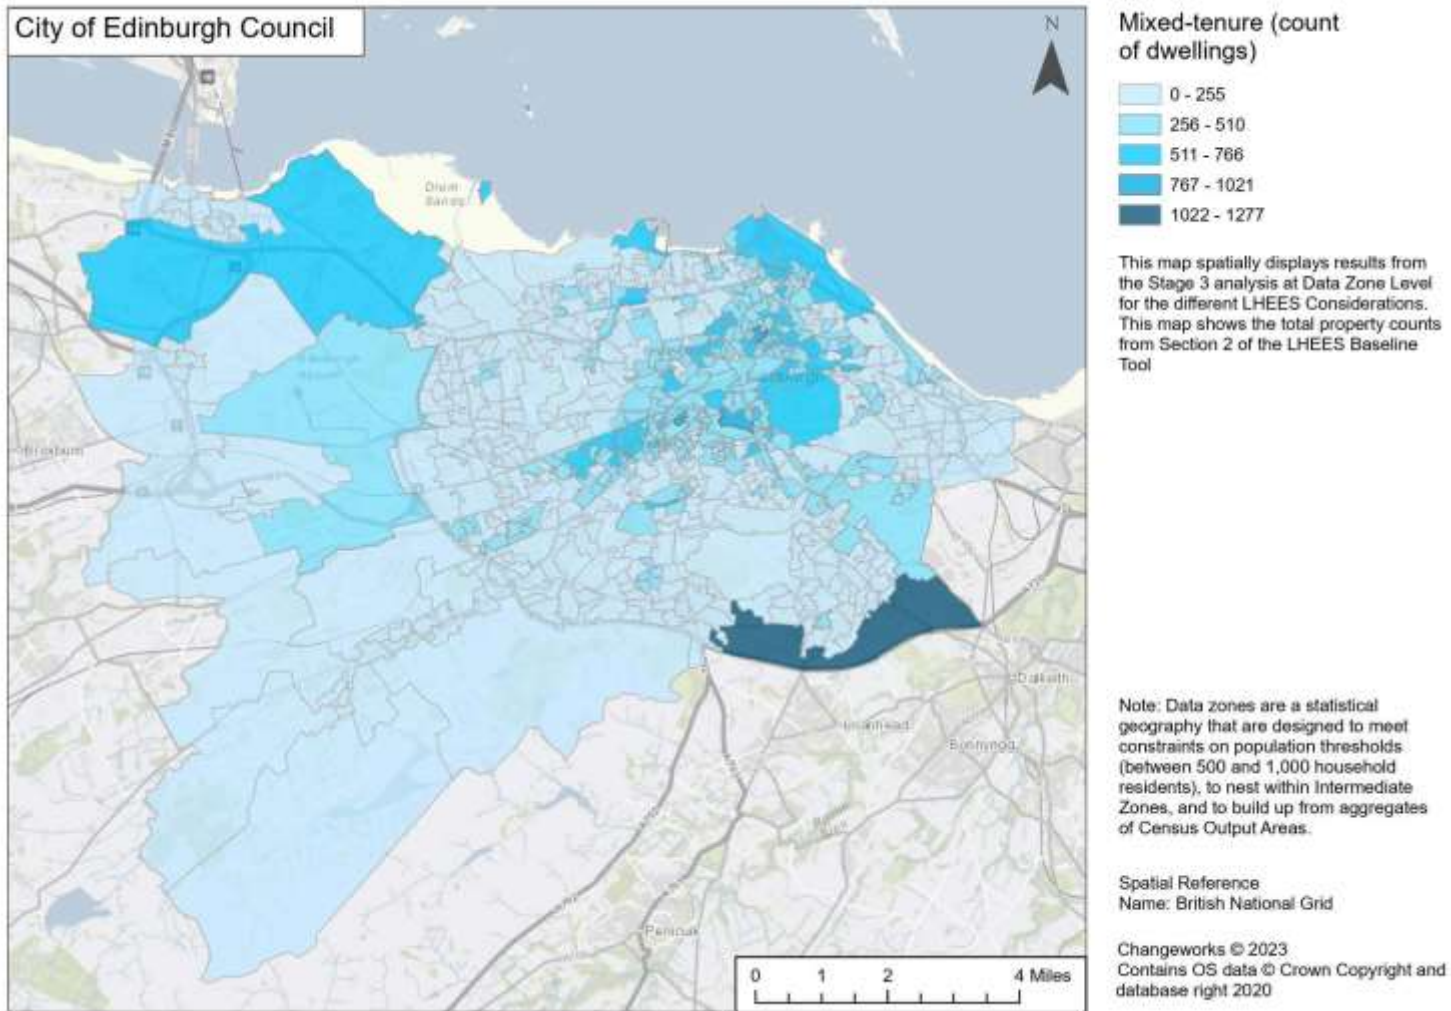 City of Edinburgh Council
N
Drum
Sands
Broxburn
Dalkeith
Loanhead
Bonnyrigg
Penicuik
0 1 2 4 Miles
Mixed-tenure (count
of dwellings)
0 - 255
256 - 510
511 - 766
767 - 1021
1022 - 1277
This map spatially displays results from
the Stage 3 analysis at Data Zone Level
for the different LHEES Considerations.
This map shows the total property counts
from Section 2 of the LHEES Baseline
Tool
Note: Data zones are a statistical
geography that are designed to meet
constraints on population thresholds
(between 500 and 1,000 household
residents), to nest within Intermediate
Zones, and to build up from aggregates
of Census Output Areas.
Spatial Reference
Name: British National Grid
Changeworks © 2023
Contains OS data © Crown Copyright and
database right 2020